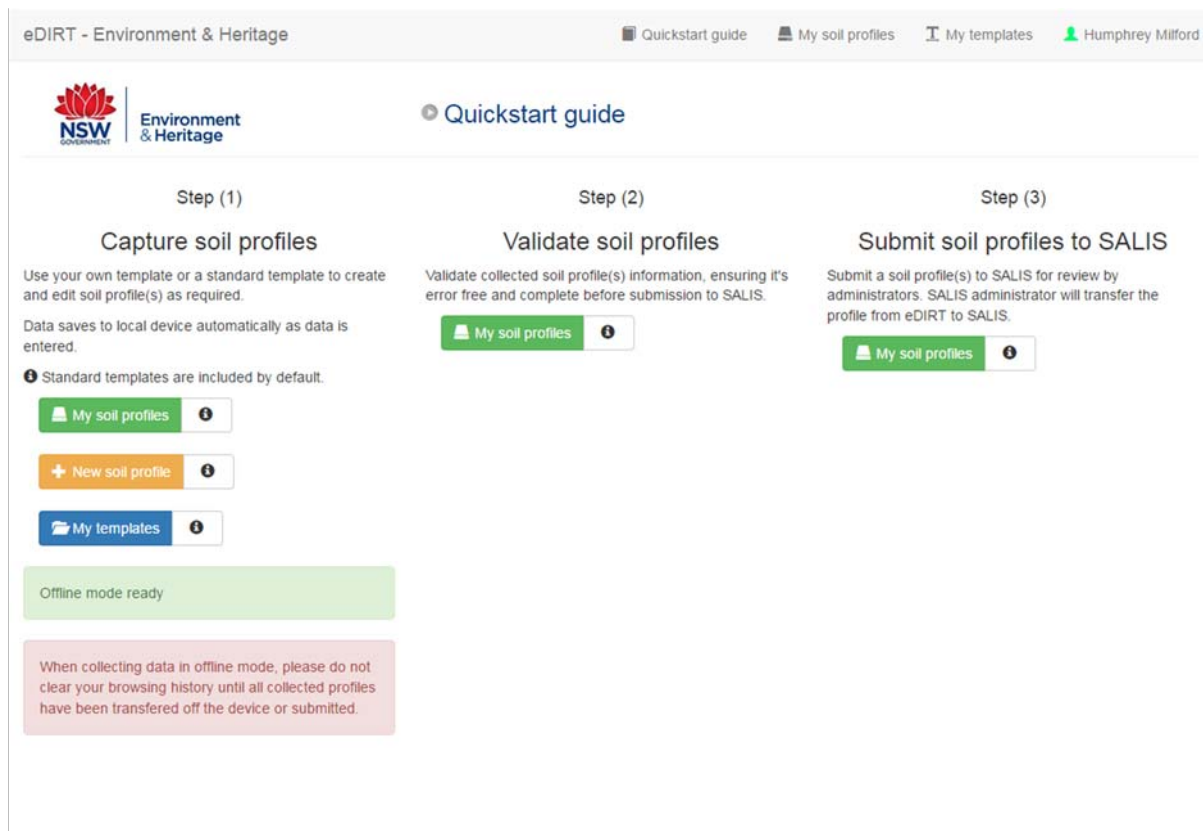 eDIRT - Environment & Heritage
Quickstart guide
My soil profiles
My templates
Humphrey Milford
NSW
GOVERNMENT
Environment
& Heritage
Quickstart guide
Step (1)
Capture soil profiles
Use your own template or a standard template to create
and edit soil profile(s) as required.
Data saves to local device automatically as data is
entered.
Standard templates are included by default.
My soil profiles
New soil profile
My templates
Offline mode ready
When collecting data in offline mode, please do not
clear your browsing history until all collected profiles
have been transfered off the device or submitted.
Step (2)
Validate soil profiles
Validate collected soil profile(s) information, ensuring it's
error free and complete before submission to SALIS.
My soil profiles
Step (3)
Submit soil profiles to SALIS
Submit a soil profile(s) to SALIS for review by
administrators. SALIS administrator will transfer the
profile from eDIRT to SALIS.
My soil profiles